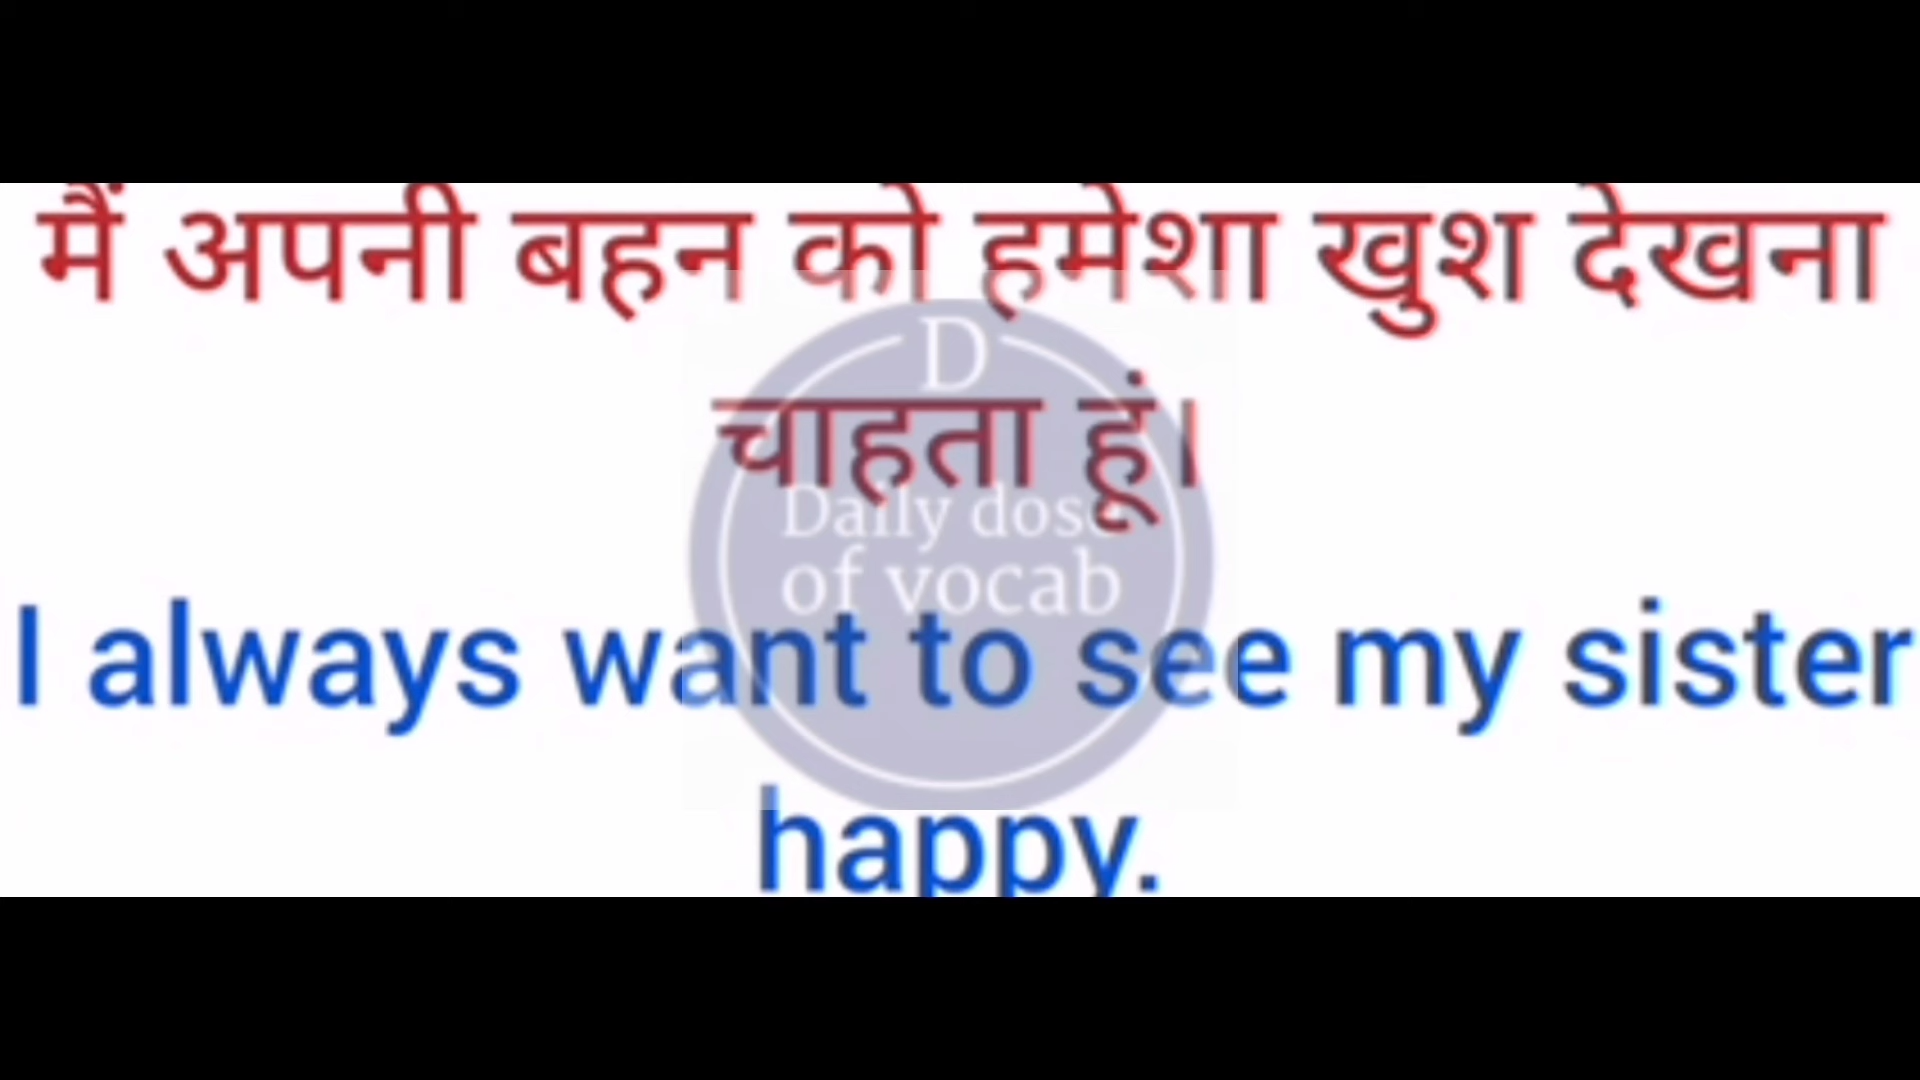 मैं अपनी बहन को हमेशा खुश देखना
चाहता हूं।
D
Daily dose
of vocab
I always want to see my sister
happy.